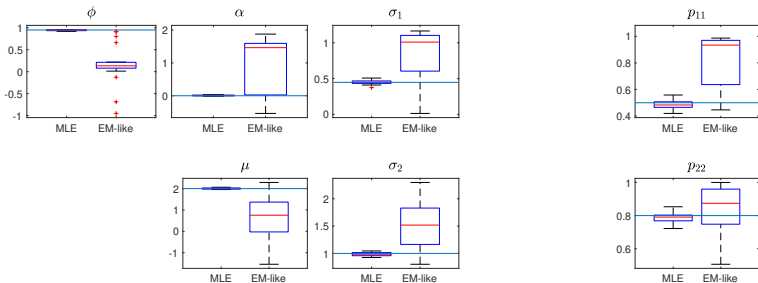 ϕ
1
0.5
0
-0.5
-1
MLE EM-like
α
2
1
0
MLE EM-like
σ₁
1
0.5
0
MLE EM-like
p₁₁
1
0.8
0.6
0.4
MLE EM-like
μ
2
1
0
-1
MLE EM-like
σ₂
2
1.5
1
MLE EM-like
p₂₂
1
0.8
0.6
MLE EM-like